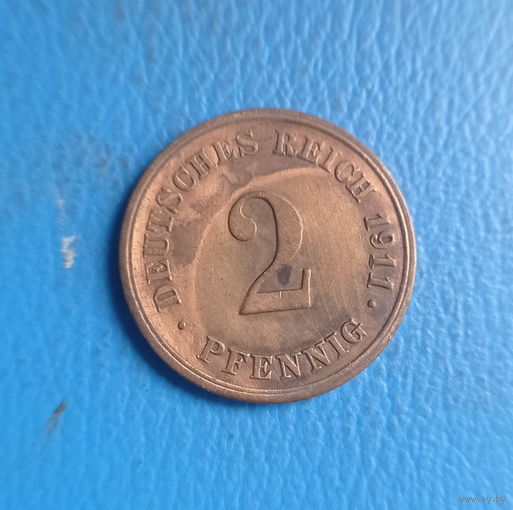 DEUTSCHES REICH 1911
2
· PFENNIG ·
www.ay.by